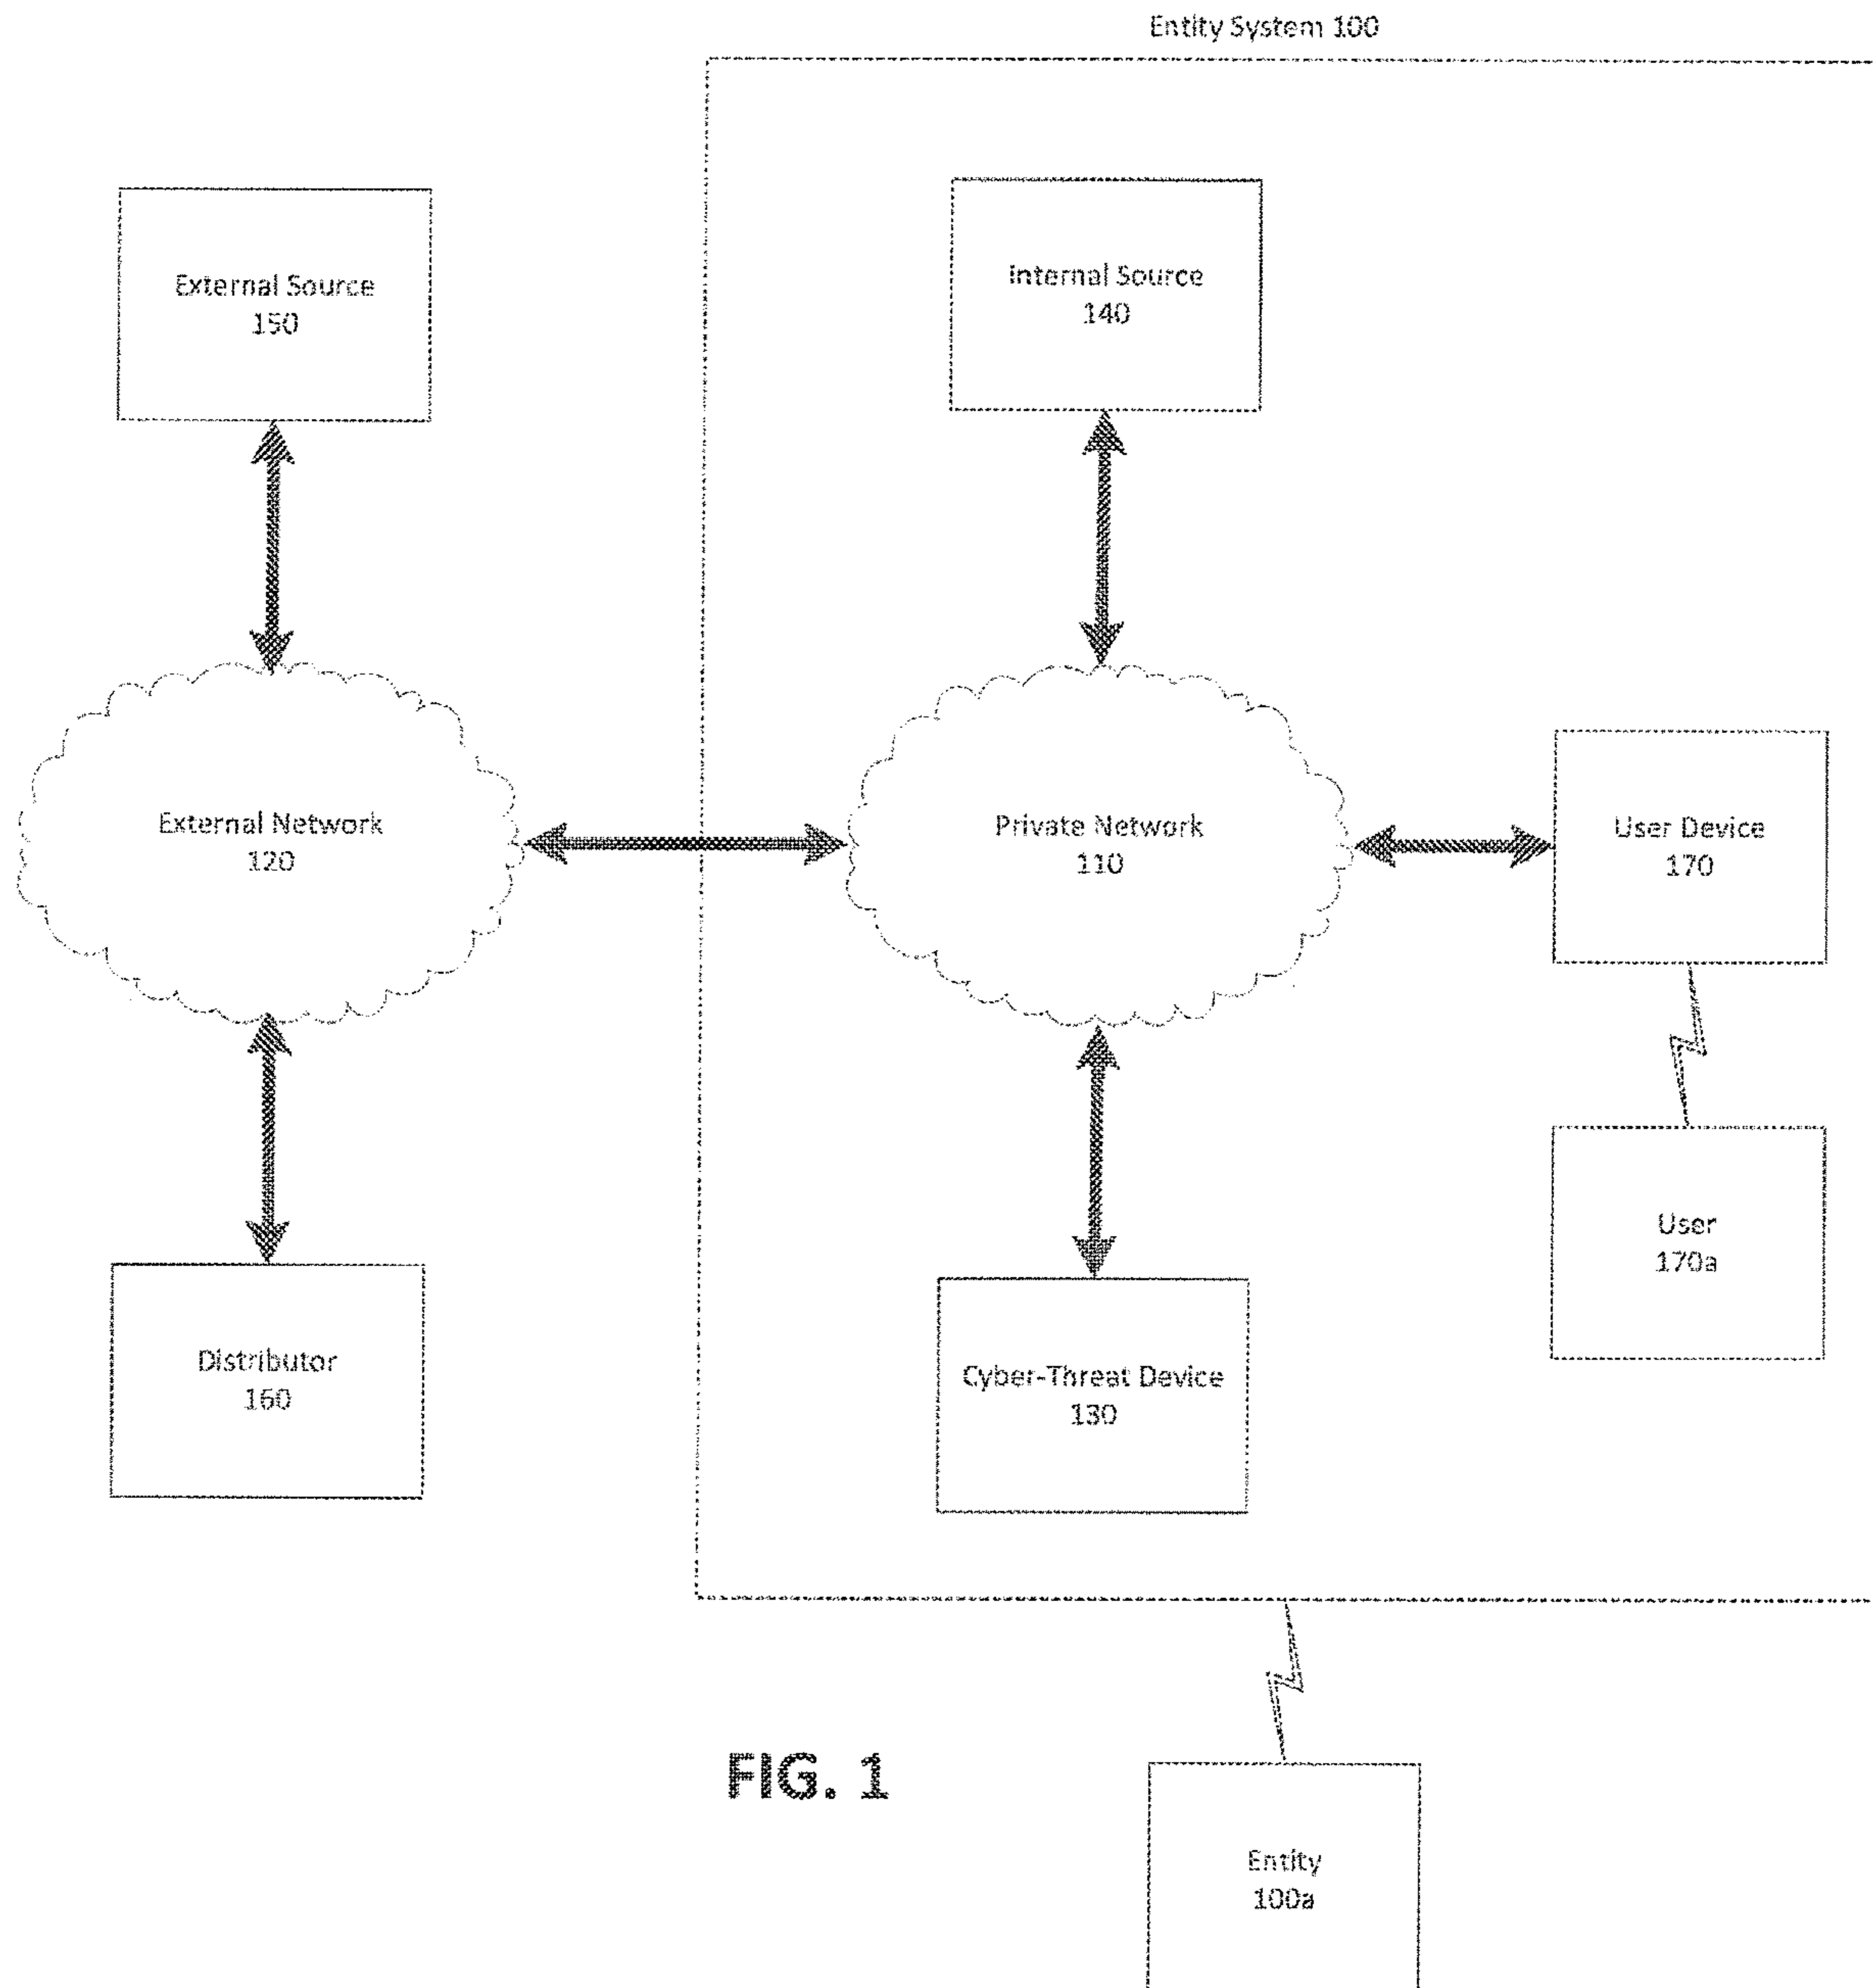 Entity System 100
External Source
150
Internal Source
140
External Network
120
Private Network
110
User Device
170
User
170a
Distributor
160
Cyber-Threat Device
130
FIG. 1
Entity
100a